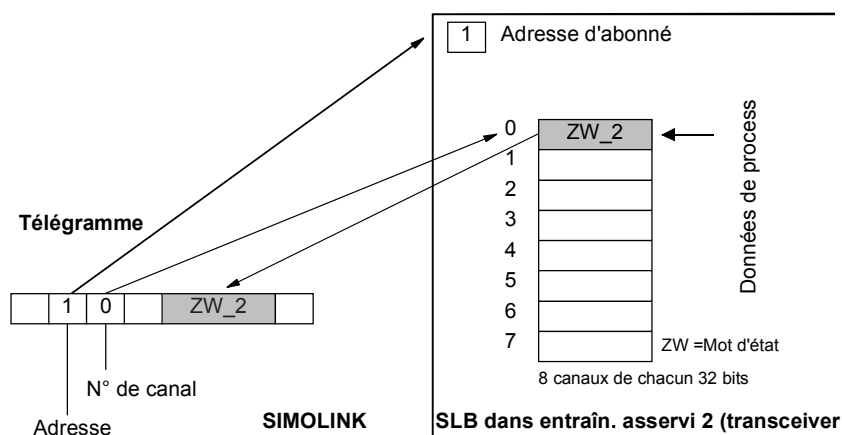 1 Adresse d'abonné
0 ZW_2
1
2
3
4
5
6
7
Données de process
ZW =Mot d'état
8 canaux de chacun 32 bits
Télégramme
1 0 ZW_2
N° de canal
Adresse
SIMOLINK
SLB dans entraîn. asservi 2 (transceiver